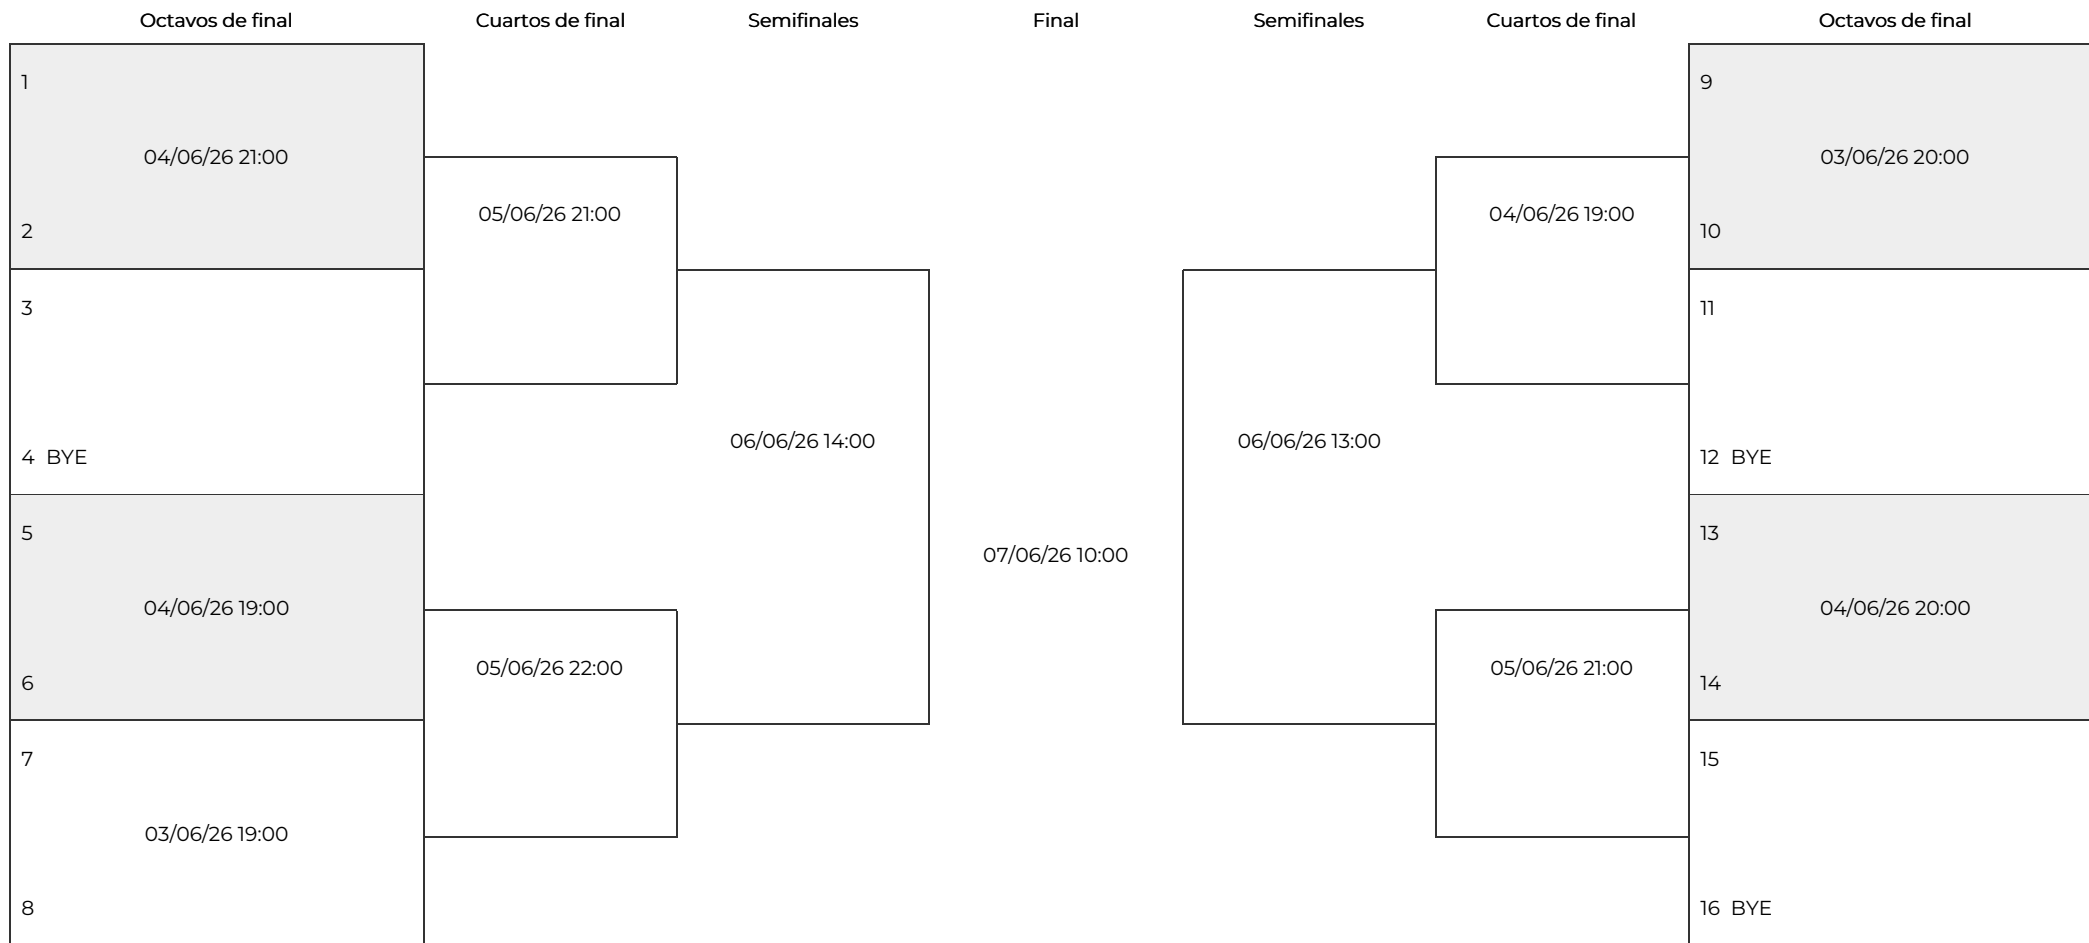 Octavos de final Cuartos de final Semifinales Final Semifinales Cuartos de final Octavos de final
1 9
04/06/26 21:00 03/06/26 20:00
05/06/26 21:00 04/06/26 19:00
2 10
3 11
06/06/26 14:00 06/06/26 13:00
4 BYE 12 BYE
5 13
07/06/26 10:00
04/06/26 19:00 04/06/26 20:00
05/06/26 22:00 05/06/26 21:00
6 14
7 15
03/06/26 19:00
8 16 BYE